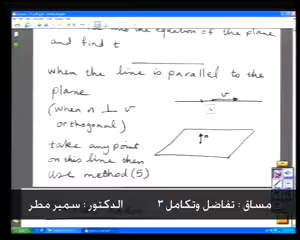 the equation of the plane
and find t
when the line is parallel to the
plane
(when n ⊥ v
orthogonal)
take any point
on this line then
use method (5)
v
n
مساق : تفاضل وتكامل ٣
الدكتور : سمير مطر